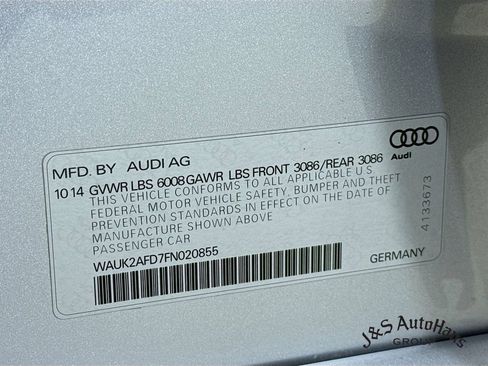 MFD. BY AUDI AG
10 14 GVWR LBS 6008 GAWR LBS FRONT 3086/REAR 3086
THIS VEHICLE CONFORMS TO ALL APPLICABLE U S
FEDERAL MOTOR VEHICLE SAFETY, BUMPER AND THEFT
PREVENTION STANDARDS IN EFFECT ON THE DATE OF
MANUFACTURE SHOWN ABOVE
PASSENGER CAR
WAUK2AFD7FN020855
Audi
4133673
GERMANY
J&S AutoHaus
GROUP